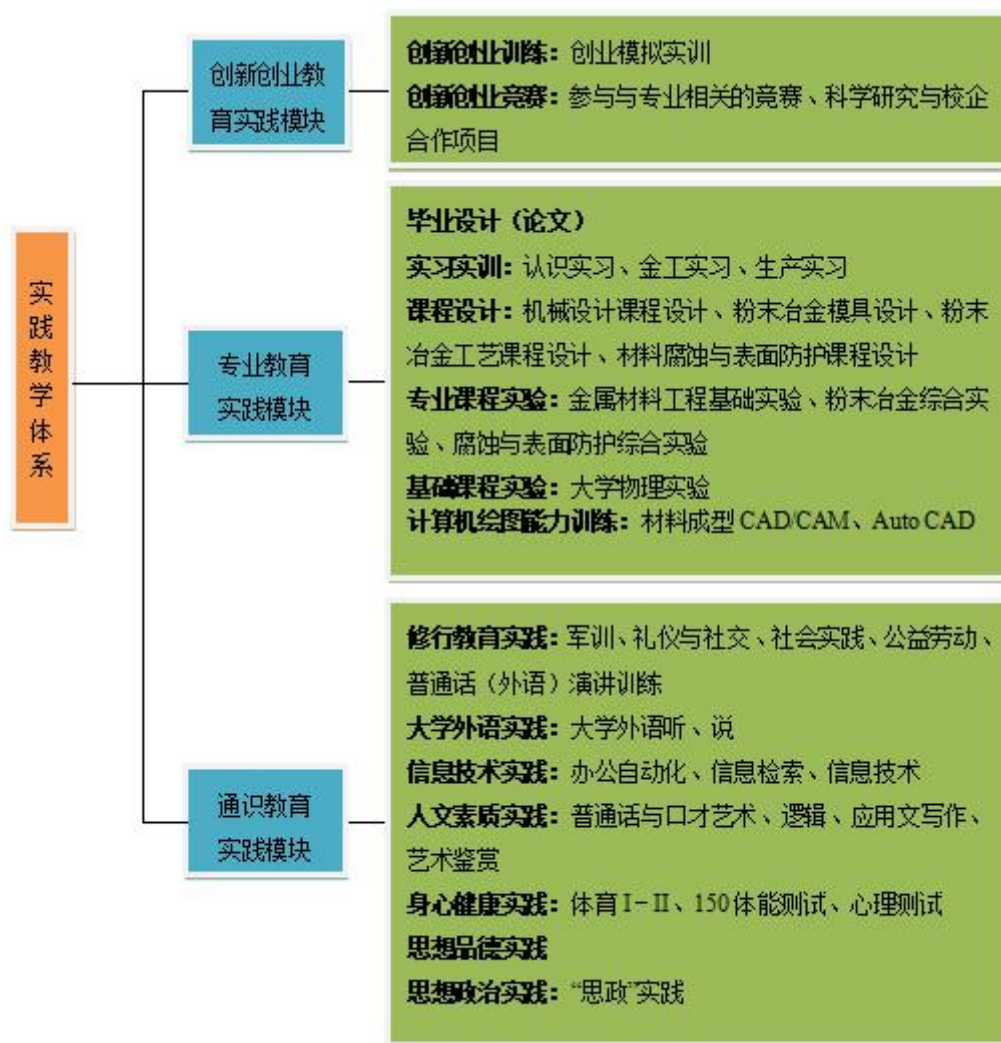 实践教学体系
创新创业教
育实践模块
创新创业训练：创业模拟实训
创新创业竞赛：参与与专业相关的竞赛、科学研究与校企
合作项目
专业教育
实践模块
毕业设计（论文）
实习实训：认识实习、金工实习、生产实习
课程设计：机械设计课程设计、粉末冶金模具设计、粉末
冶金工艺课程设计、材料腐蚀与表面防护课程设计
专业课程实验：金属材料工程基础实验、粉末冶金综合实
验、腐蚀与表面防护综合实验
基础课程实验：大学物理实验
计算机绘图能力训练：材料成型 CAD/CAM、Auto CAD
通识教育
实践模块
修行教育实践：军训、礼仪与社交、社会实践、公益劳动、
普通话（外语）演讲训练
大学外语实践：大学外语听、说
信息技术实践：办公自动化、信息检索、信息技术
人文素质实践：普通话与口才艺术、逻辑、应用文写作、
艺术鉴赏
身心健康实践：体育 I-II、150 体能测试、心理测试
思想品德实践
思想政治实践：“思政”实践